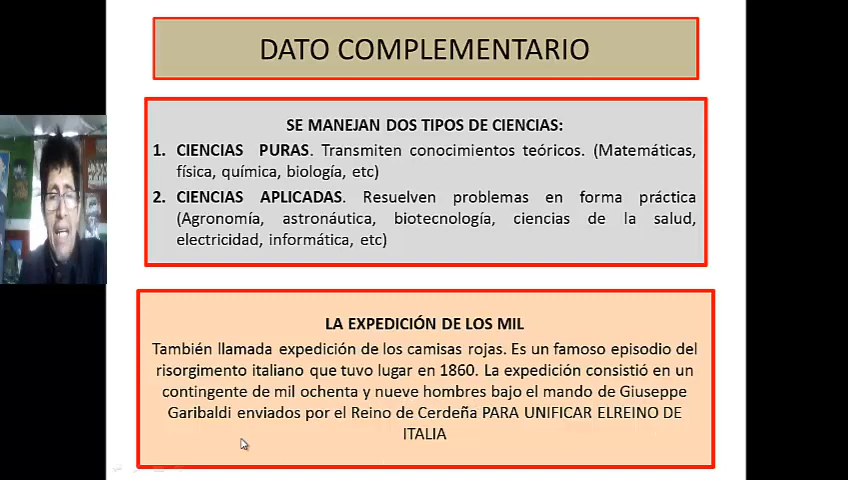 DATO COMPLEMENTARIO
SE MANEJAN DOS TIPOS DE CIENCIAS:
1. CIENCIAS PURAS. Transmiten conocimientos teóricos. (Matemáticas,
física, química, biología, etc)
2. CIENCIAS APLICADAS. Resuelven problemas en forma práctica
(Agronomía, astronáutica, biotecnología, ciencias de la salud,
electricidad, informática, etc)
LA EXPEDICIÓN DE LOS MIL
También llamada expedición de los camisas rojas. Es un famoso episodio del
risorgimento italiano que tuvo lugar en 1860. La expedición consistió en un
contingente de mil ochenta y nueve hombres bajo el mando de Giuseppe
Garibaldi enviados por el Reino de Cerdeña PARA UNIFICAR ELREINO DE
ITALIA